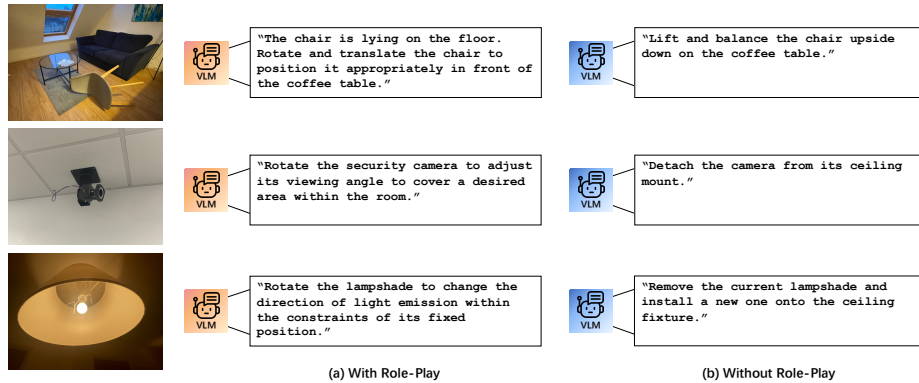 “The chair is lying on the floor.
Rotate and translate the chair to
position it appropriately in front of
the coffee table.”
VLM
“Lift and balance the chair upside
down on the coffee table.”
VLM
“Rotate the security camera to adjust
its viewing angle to cover a desired
area within the room.”
VLM
“Detach the camera from its ceiling
mount.”
VLM
“Rotate the lampshade to change the
direction of light emission within
the constraints of its fixed
position.”
VLM
“Remove the current lampshade and
install a new one onto the ceiling
fixture.”
VLM
(a) With Role-Play
(b) Without Role-Play